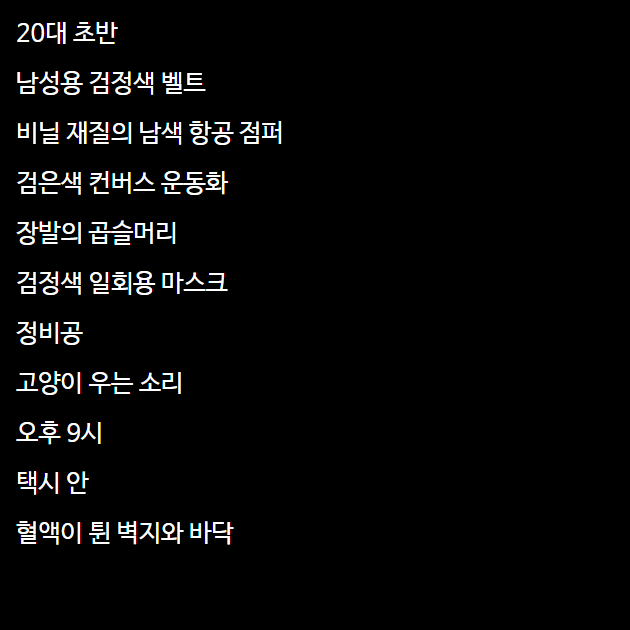 20대 초반
남성용 검정색 벨트
비닐 재질의 남색 항공 점퍼
검은색 컨버스 운동화
장발의 곱슬머리
검정색 일회용 마스크
정비공
고양이 우는 소리
오후 9시
택시 안
혈액이 튄 벽지와 바닥